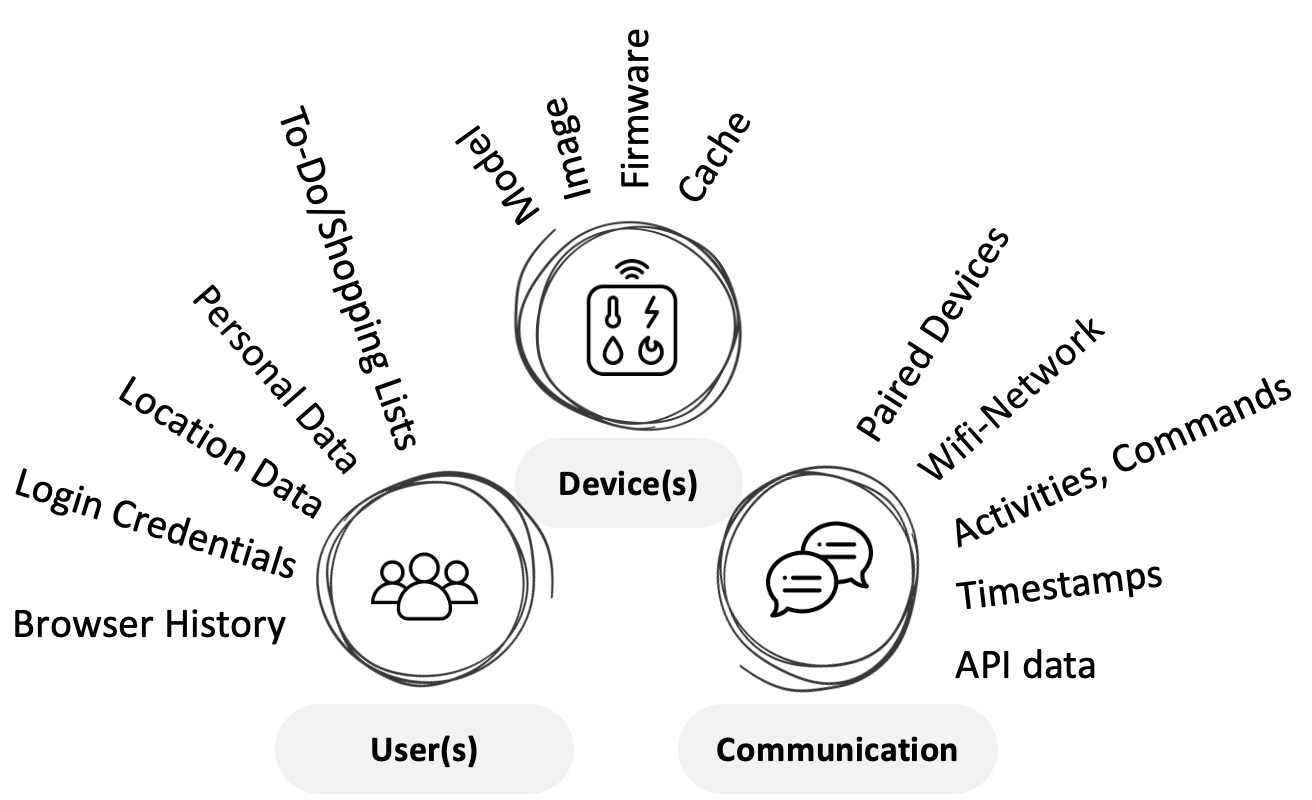 Model
Image
Firmware
Cache
Device(s)
To-Do/Shopping Lists
Personal Data
Location Data
Login Credentials
Browser History
User(s)
Paired Devices
Wifi-Network
Activities, Commands
Timestamps
API data
Communication